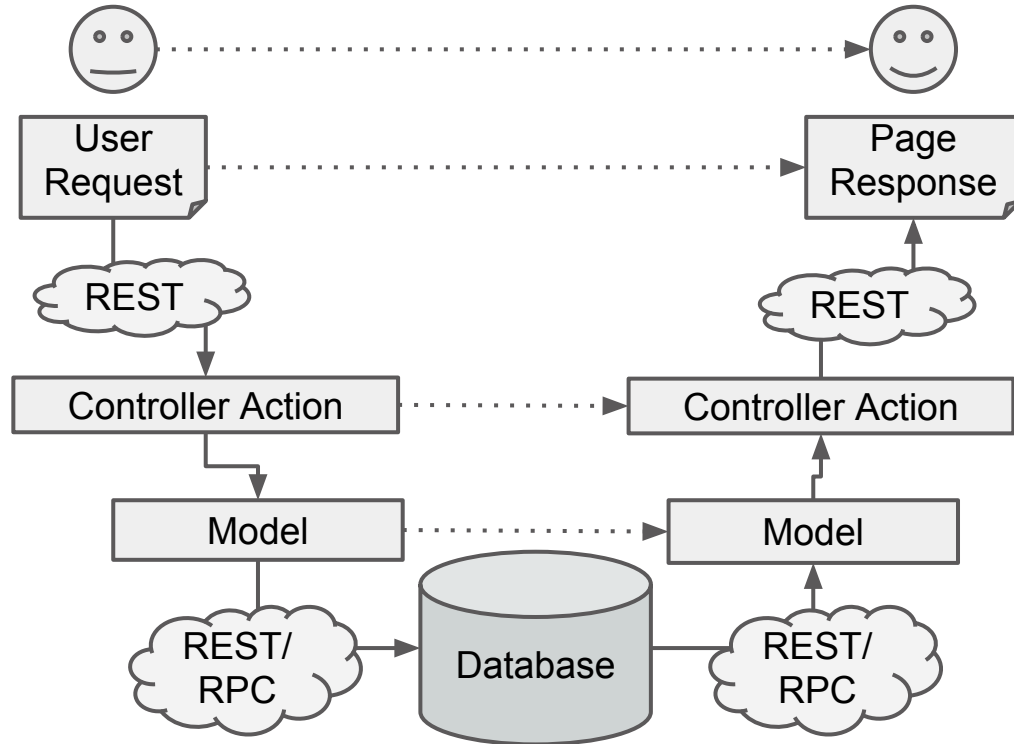 User
Request
Page
Response
REST
REST
Controller Action
Controller Action
Model
Model
REST/
RPC
Database
REST/
RPC